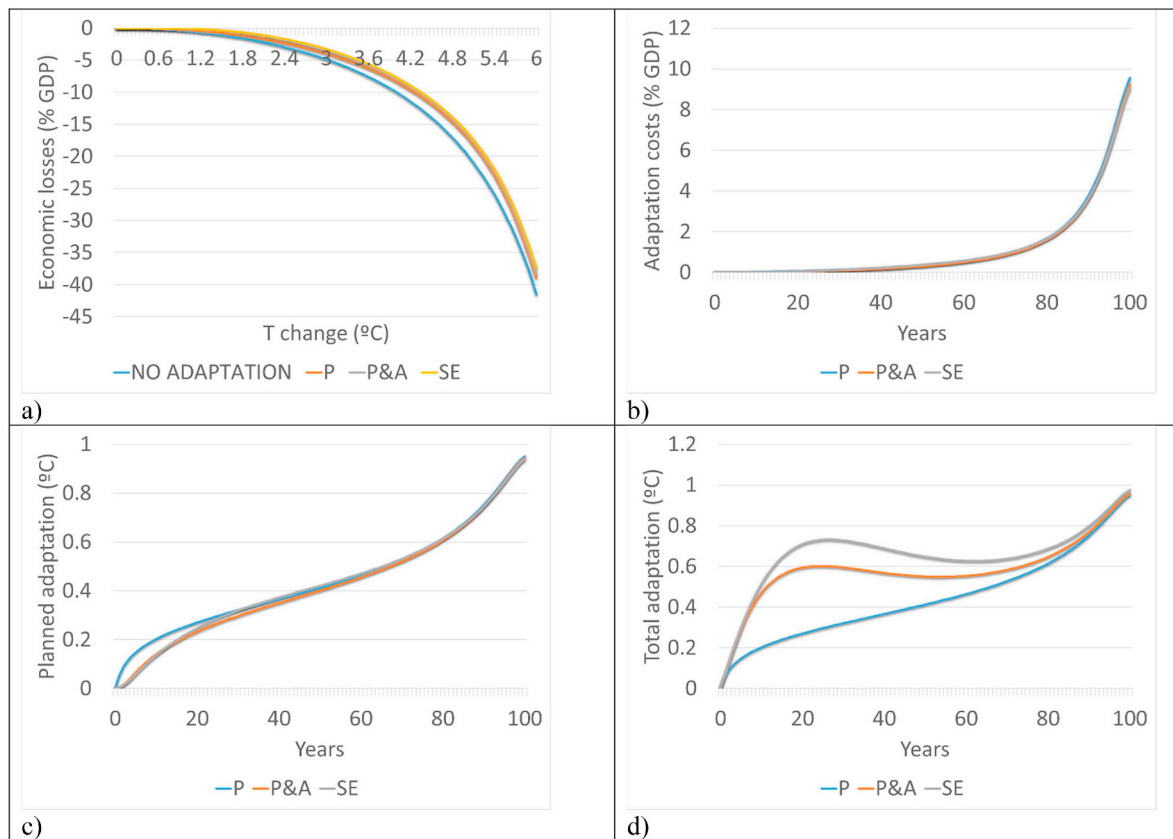 Economic losses (% GDP)
0
-5
-10
-15
-20
-25
-30
-35
-40
-45
0 0.6 1.2 1.8 2.4 3 3.6 4.2 4.8 5.4 6
T change (ºC)
NO ADAPTATION P P&A SE
a)
Adaptation costs (% GDP)
12
10
8
6
4
2
0
0 20 40 60 80 100
Years
P P&A SE
b)
Planned adaptation (ºC)
1
0.8
0.6
0.4
0.2
0
0 20 40 60 80 100
Years
P P&A SE
c)
Total adaptation (ºC)
1.2
1
0.8
0.6
0.4
0.2
0
0 20 40 60 80 100
Years
P P&A SE
d)